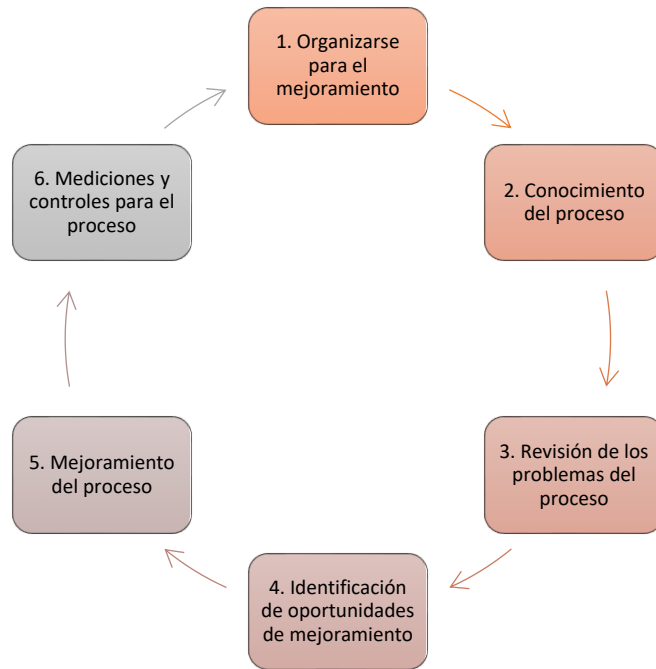 1. Organizarse
para el
mejoramiento
2. Conocimiento
del proceso
3. Revisión de los
problemas del
proceso
4. Identificación
de oportunidades
de mejoramiento
5. Mejoramiento
del proceso
6. Mediciones y
controles para el
proceso